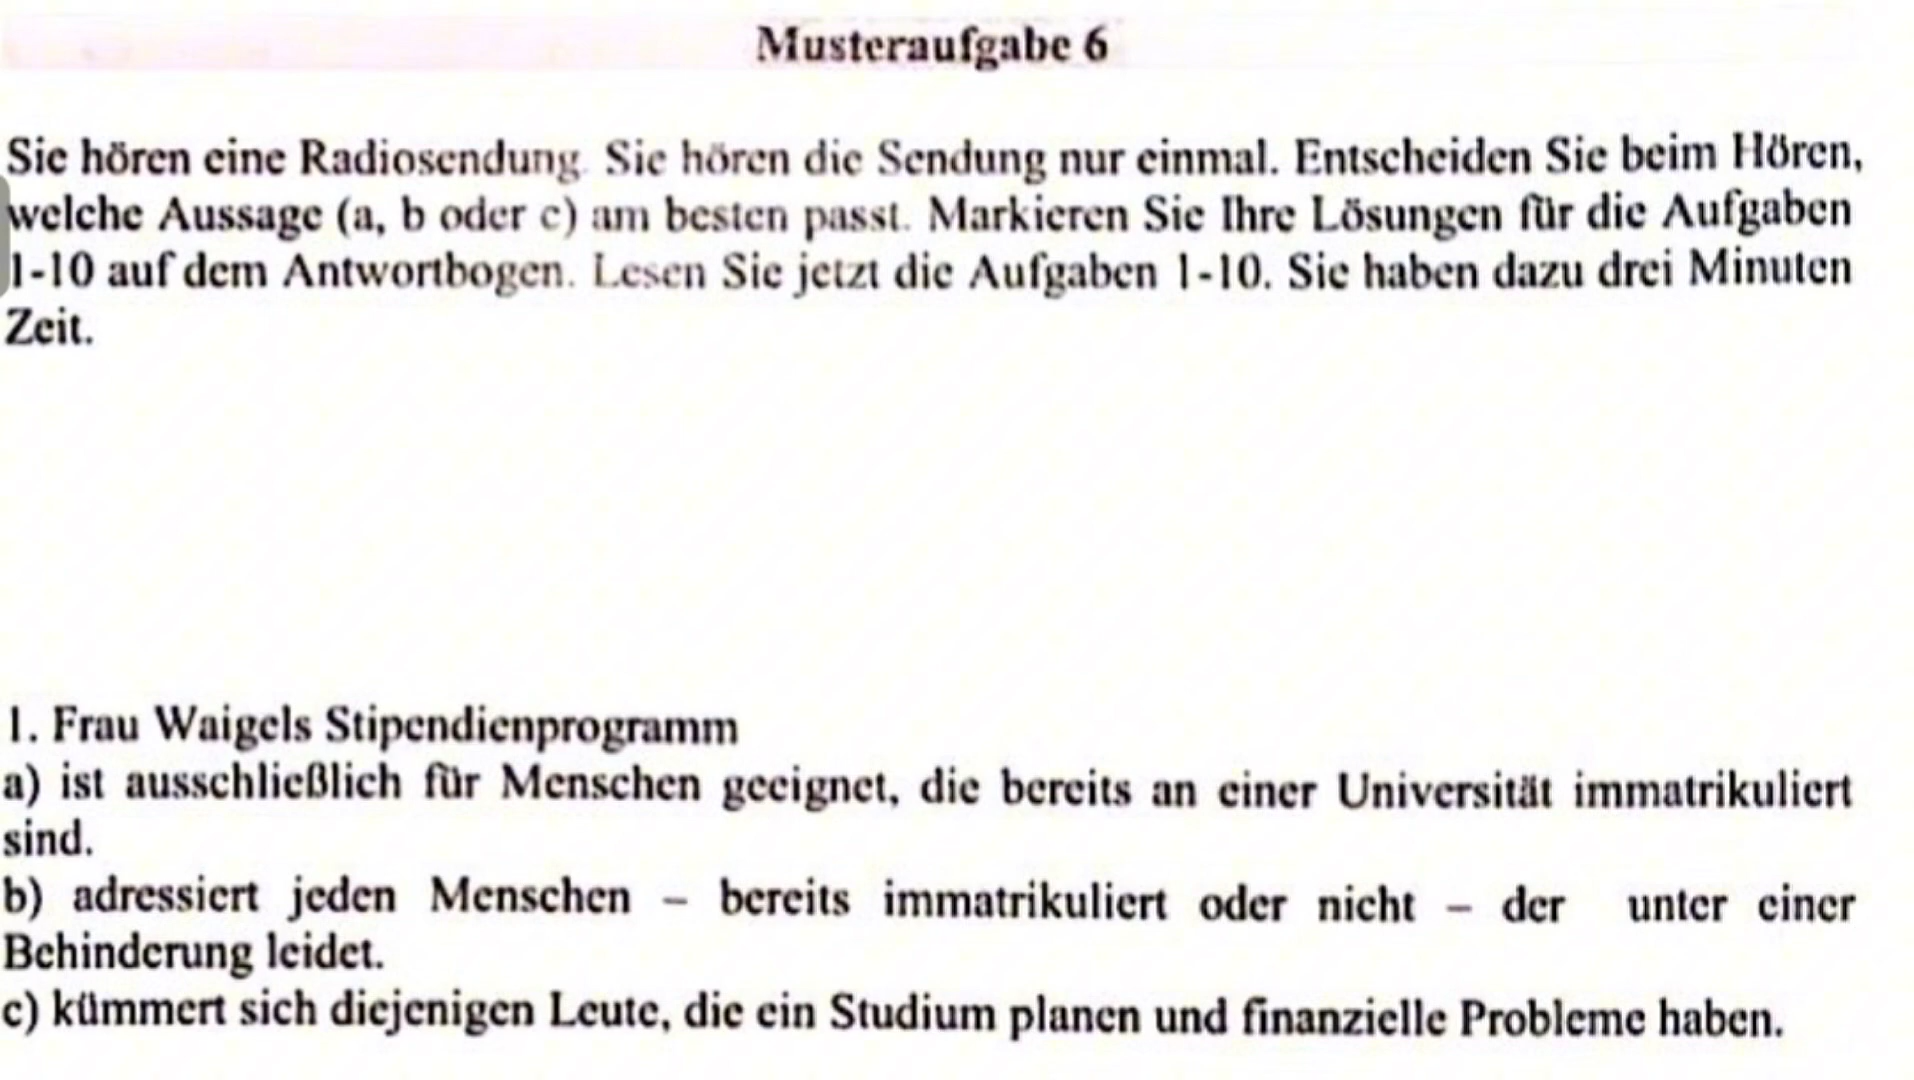 Musteraufgabe 6
Sie hören eine Radiosendung. Sie hören die Sendung nur einmal. Entscheiden Sie beim Hören,
welche Aussage (a, b oder c) am besten passt. Markieren Sie Ihre Lösungen für die Aufgaben
1-10 auf dem Antwortbogen. Lesen Sie jetzt die Aufgaben 1-10. Sie haben dazu drei Minuten
Zeit.
1. Frau Waigels Stipendienprogramm
a) ist ausschließlich für Menschen geeignet, die bereits an einer Universität immatrikuliert
sind.
b) adressiert jeden Menschen – bereits immatrikuliert oder nicht – der unter einer
Behinderung leidet.
c) kümmert sich diejenigen Leute, die ein Studium planen und finanzielle Probleme haben.